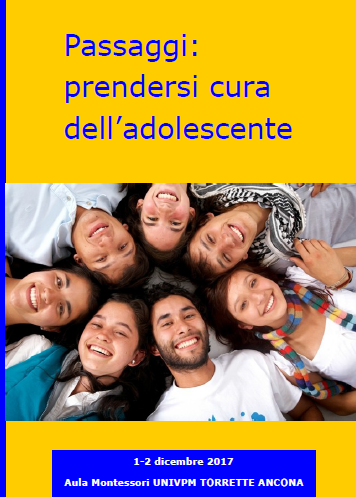 Passaggi:
prendersi cura
dell’adolescente
1-2 dicembre 2017
Aula Montessori UNIVPM TORRETTE ANCONA